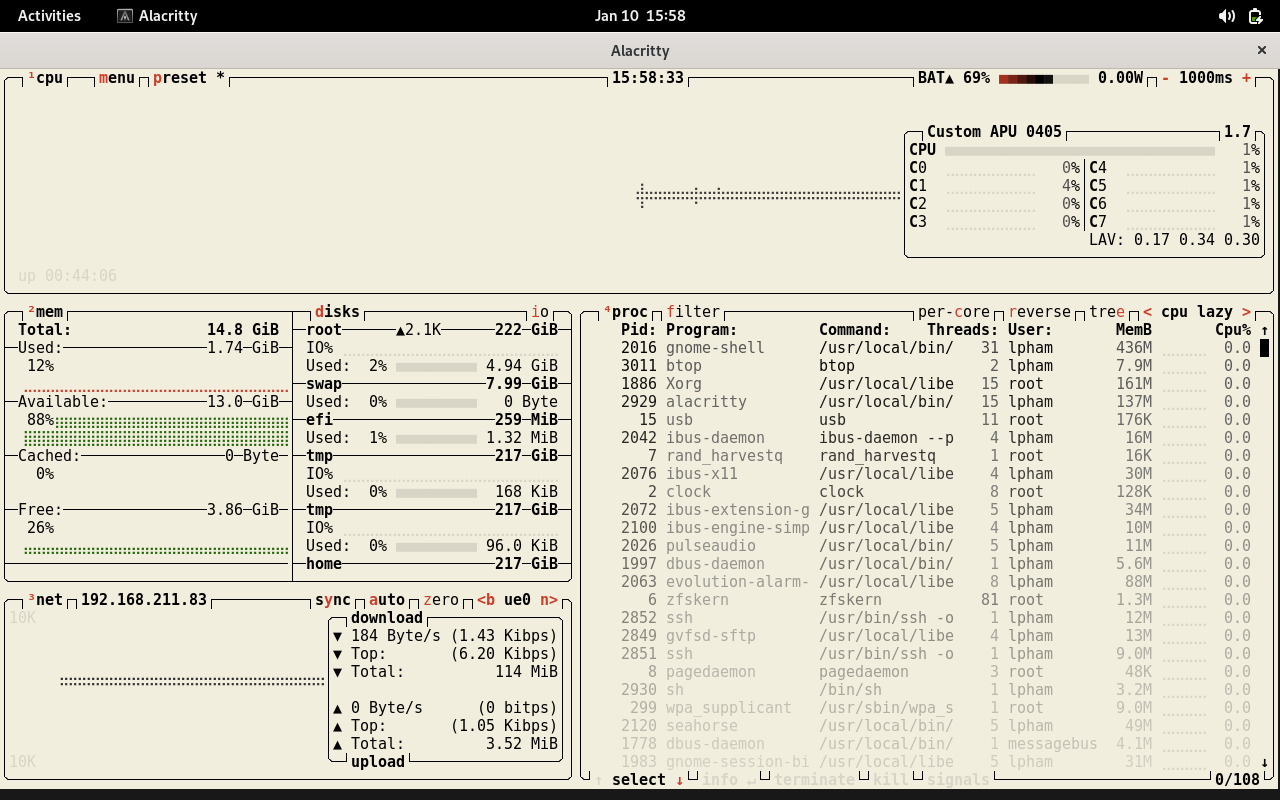 Activities Alacritty Jan 10 15:58
Alacritty ×
¹cpu menu preset * 15:58:33 BAT▲ 69% 0.00W - 1000ms +
Custom APU 0405 1.7
CPU 1%
C0 0% C4 1%
C1 4% C5 1%
C2 0% C6 1%
C3 0% C7 1%
LAV: 0.17 0.34 0.30
up 00:44:06
²mem
Total: 14.8 GiB
Used: 1.74 GiB
12%
Available: 13.0 GiB
88%
Cached: 0 Byte
0%
Free: 3.86 GiB
26%
disks io
root ▲2.1K 222 GiB
IO%
Used: 2% 4.94 GiB
swap 7.99 GiB
Used: 0% 0 Byte
efi 259 MiB
Used: 1% 1.32 MiB
tmp 217 GiB
IO%
Used: 0% 168 KiB
tmp 217 GiB
IO%
Used: 0% 96.0 KiB
home 217 GiB
³net 192.168.211.83 sync auto zero <b ue0 n>
10K
download
▼ 184 Byte/s (1.43 Kibps)
▼ Top: (6.20 Kibps)
▼ Total: 114 MiB
▲ 0 Byte/s (0 bitps)
▲ Top: (1.05 Kibps)
▲ Total: 3.52 MiB
10K
upload
⁴proc filter per-core reverse tree < cpu lazy >
Pid: Program: Command: Threads: User: MemB Cpu% ↑
2016 gnome-shell /usr/local/bin/ 31 lpham 436M 0.0
3011 btop btop 2 lpham 7.9M 0.0
1886 Xorg /usr/local/libe 15 root 161M 0.0
2929 alacritty /usr/local/bin/ 15 lpham 137M 0.0
15 usb usb 11 root 176K 0.0
2042 ibus-daemon ibus-daemon --p 4 lpham 16M 0.0
7 rand_harvestq rand_harvestq 1 root 16K 0.0
2076 ibus-x11 /usr/local/libe 4 lpham 30M 0.0
2 clock clock 8 root 128K 0.0
2072 ibus-extension-g /usr/local/libe 5 lpham 34M 0.0
2100 ibus-engine-simp /usr/local/libe 4 lpham 10M 0.0
2026 pulseaudio /usr/local/bin/ 5 lpham 11M 0.0
1997 dbus-daemon /usr/local/bin/ 1 lpham 5.6M 0.0
2063 evolution-alarm- /usr/local/libe 8 lpham 88M 0.0
6 zfskern zfskern 81 root 1.3M 0.0
2852 ssh /usr/bin/ssh -o 1 lpham 12M 0.0
2849 gvfsd-sftp /usr/local/libe 4 lpham 13M 0.0
2851 ssh /usr/bin/ssh -o 1 lpham 9.0M 0.0
8 pagedaemon pagedaemon 3 root 48K 0.0
2930 sh /bin/sh 1 lpham 3.2M 0.0
299 wpa_supplicant /usr/sbin/wpa_s 1 root 9.0M 0.0
2120 seahorse /usr/local/bin/ 5 lpham 49M 0.0
1778 dbus-daemon /usr/local/bin/ 1 messagebus 4.1M 0.0
1983 gnome-session-bi /usr/local/libe 5 lpham 31M 0.0 ↓
↑ select ↓ info ↵ terminate kill signals 0/108